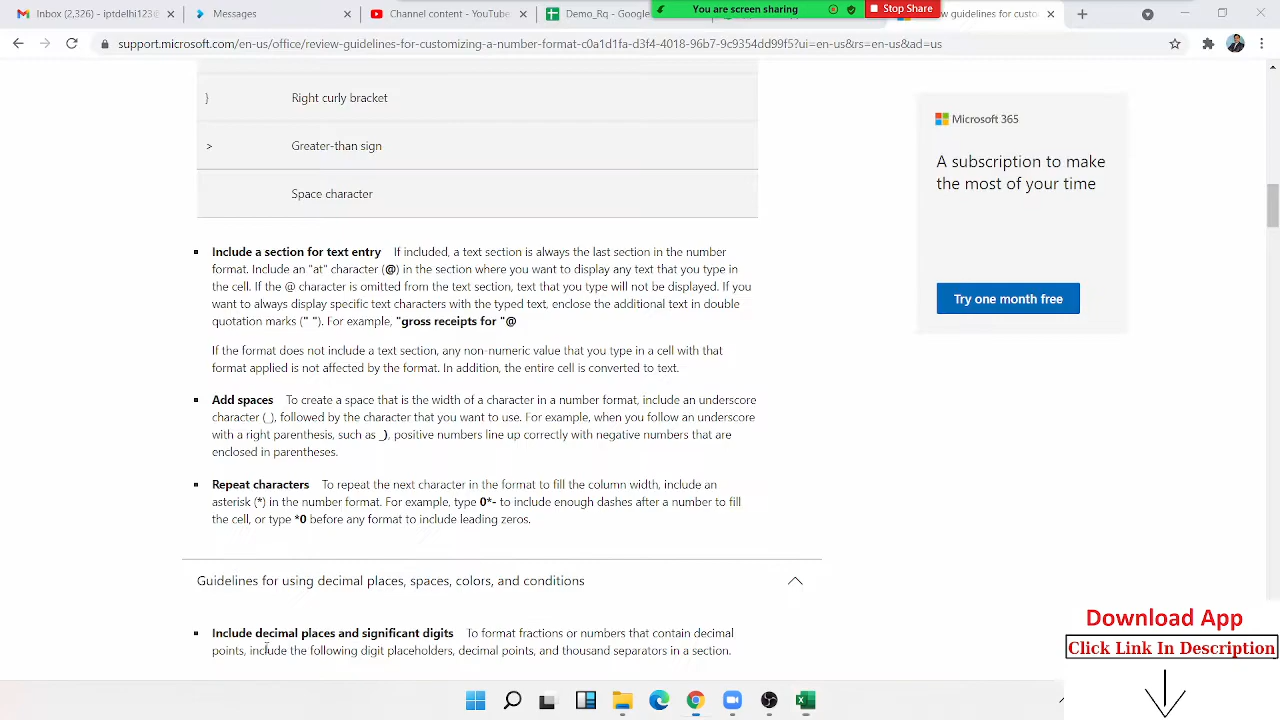 Inbox (2,326) - iptdelhi123@
Messages
Channel content - YouTube
Demo_Rq - Google
You are screen sharing
Stop Share
w guidelines for custo
support.microsoft.com/en-us/office/review-guidelines-for-customizing-a-number-format-c0a1d1fa-d3f4-4018-96b7-9c9354dd99f5?ui=en-us&rs=en-us&ad=us
} Right curly bracket
> Greater-than sign
Space character
Microsoft 365
A subscription to make
the most of your time
Try one month free
Include a section for text entry If included, a text section is always the last section in the number
format. Include an "at" character (@) in the section where you want to display any text that you type in
the cell. If the @ character is omitted from the text section, text that you type will not be displayed. If you
want to always display specific text characters with the typed text, enclose the additional text in double
quotation marks (" "). For example, "gross receipts for "@
If the format does not include a text section, any non-numeric value that you type in a cell with that
format applied is not affected by the format. In addition, the entire cell is converted to text.
Add spaces To create a space that is the width of a character in a number format, include an underscore
character (_), followed by the character that you want to use. For example, when you follow an underscore
with a right parenthesis, such as _), positive numbers line up correctly with negative numbers that are
enclosed in parentheses.
Repeat characters To repeat the next character in the format to fill the column width, include an
asterisk (*) in the number format. For example, type 0*- to include enough dashes after a number to fill
the cell, or type *0 before any format to include leading zeros.
Guidelines for using decimal places, spaces, colors, and conditions
Include decimal places and significant digits To format fractions or numbers that contain decimal
points, include the following digit placeholders, decimal points, and thousand separators in a section.
Download App
Click Link In Description